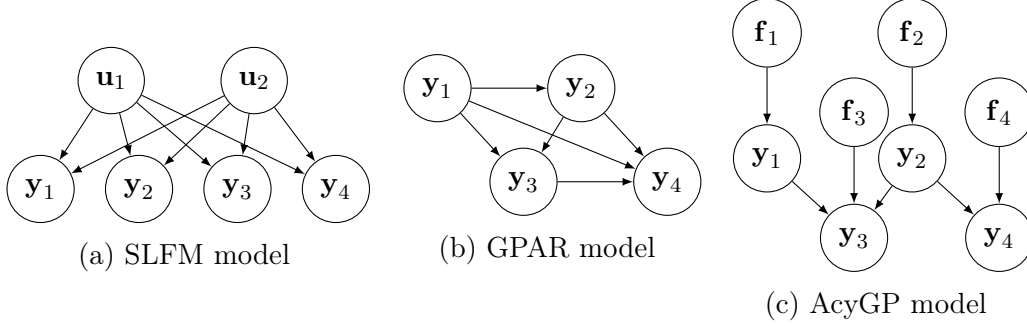 u₁ u₂
y₁ y₂ y₃ y₄
(a) SLFM model
y₁ y₂
y₃ y₄
(b) GPAR model
f₁ f₂
f₃ f₄
y₁ y₂
y₃ y₄
(c) AcyGP model